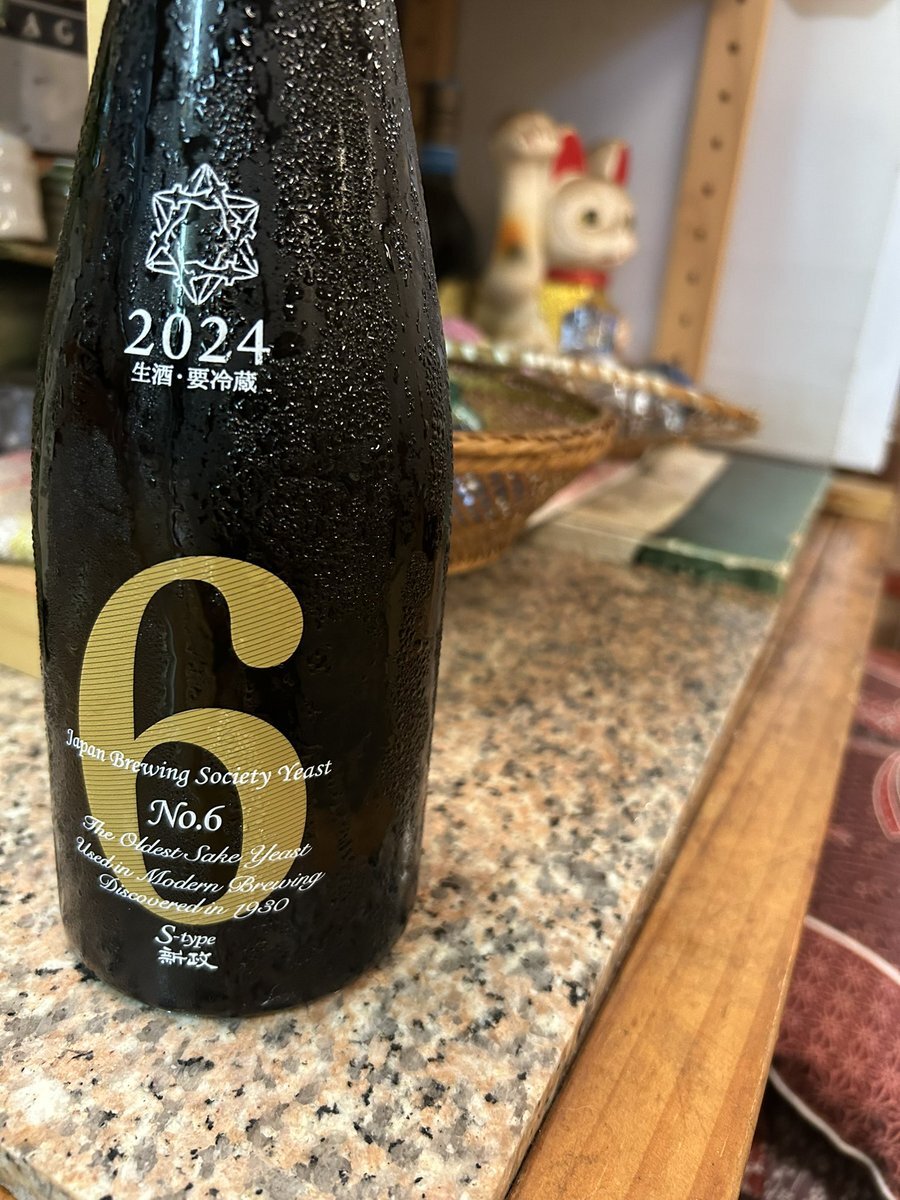 2024
生酒・要冷蔵
6
Japan Brewing Society Yeast
No.6
The Oldest Sake Yeast
Used in Modern Brewing
Discovered in 1930
S-type
新政